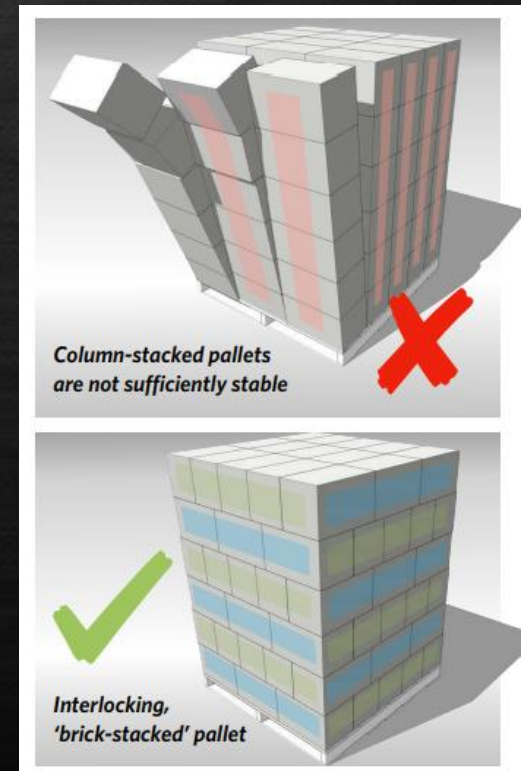 Column-stacked pallets
are not sufficiently stable
Interlocking,
‘brick-stacked’ pallet